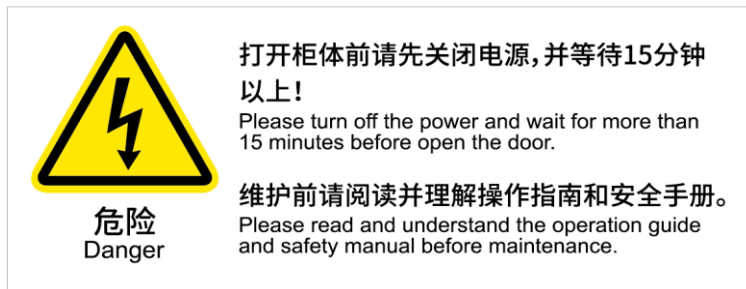 危险
Danger
打开柜体前请先关闭电源,并等待15分钟
以上!
Please turn off the power and wait for more than
15 minutes before open the door.
维护前请阅读并理解操作指南和安全手册。
Please read and understand the operation guide
and safety manual before maintenance.